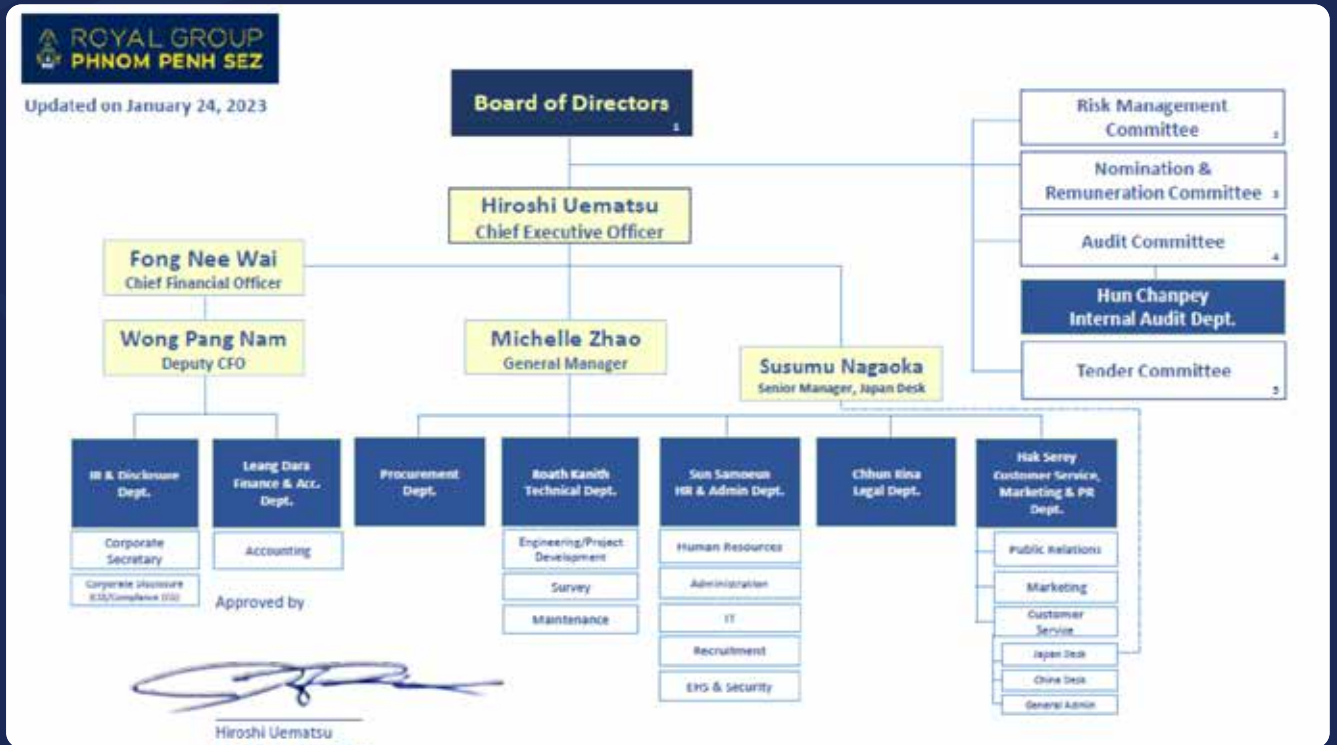 ROYAL GROUP
PHNOM PENH SEZ
Updated on January 24, 2023
Board of Directors
1
Risk Management
Committee
2
Nomination &
Remuneration Committee 3
Audit Committee
4
Hun Chanpey
Internal Audit Dept.
Tender Committee
5
Hiroshi Uematsu
Chief Executive Officer
Fong Nee Wai
Chief Financial Officer
Wong Pang Nam
Deputy CFO
Michelle Zhao
General Manager
Susumu Nagaoka
Senior Manager, Japan Desk
IR & Disclosure
Dept.
Corporate
Secretary
Corporate Disclosure
Leang Dara
Finance & Acc.
Dept.
Accounting
Procurement
Dept.
Roath Kanith
Technical Dept.
Engineering/Project
Development
Survey
Maintenance
Sun Samoeun
HR & Admin Dept.
Human Resources
Administration
IT
Recruitment
EHS & Security
Chhun Rina
Legal Dept.
Hak Serey
Customer Service,
Marketing & PR
Dept.
Public Relations
Marketing
Customer
Service
Japan Desk
China Desk
General Admin
Approved by
Hiroshi Uematsu